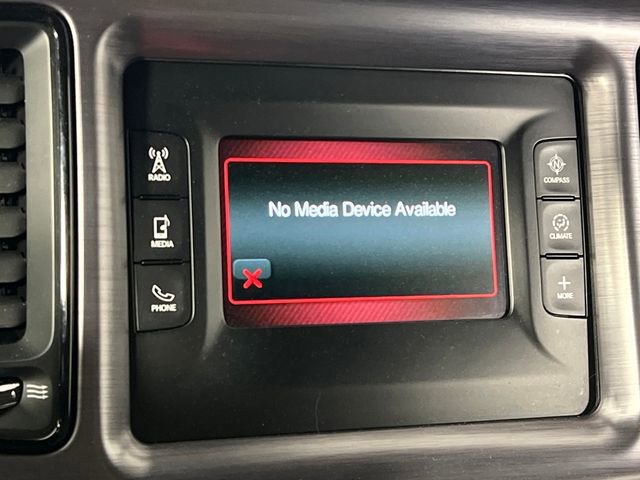 RADIO
MEDIA
PHONE
No Media Device Available
N
COMPASS
CLIMATE
MORE